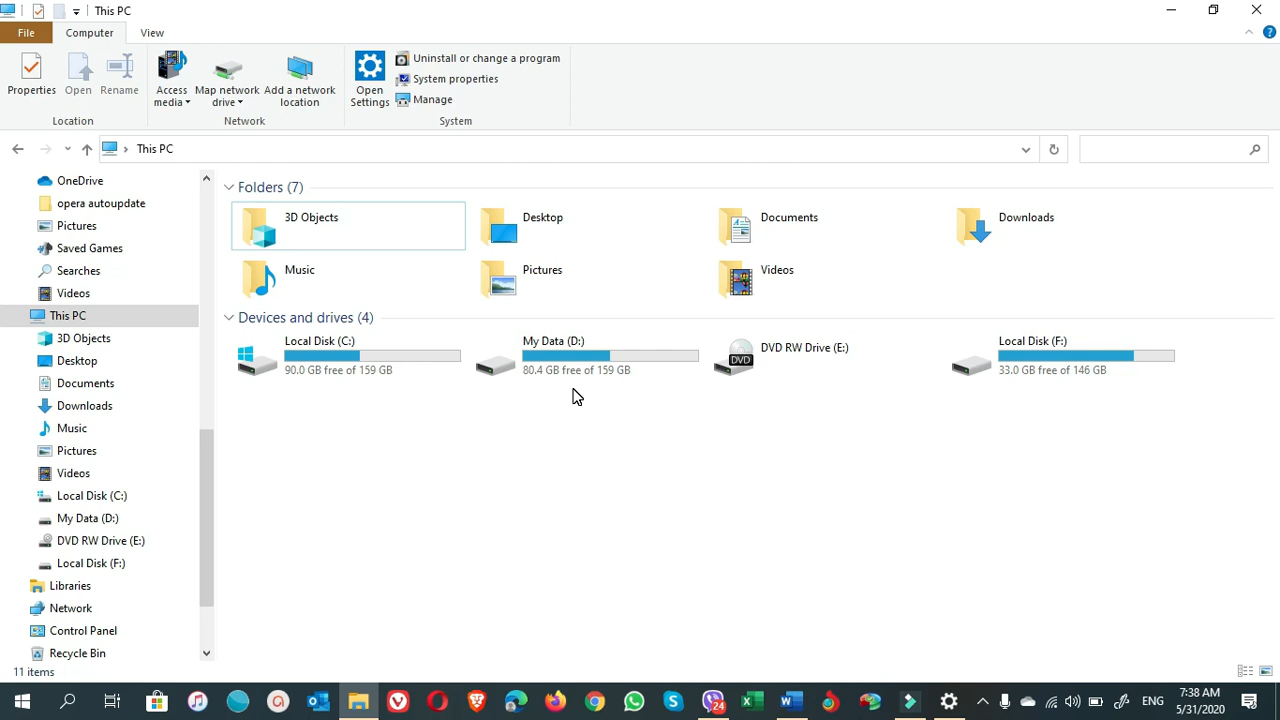 This PC
File
Computer
View
Properties
Open
Rename
Access media
Map network drive
Add a network location
Open Settings
Uninstall or change a program
System properties
Manage
Location
Network
System
This PC
OneDrive
opera autoupdate
Pictures
Saved Games
Searches
Videos
This PC
3D Objects
Desktop
Documents
Downloads
Music
Pictures
Videos
Local Disk (C:)
My Data (D:)
DVD RW Drive (E:)
Local Disk (F:)
Libraries
Network
Control Panel
Recycle Bin
Folders (7)
3D Objects
Desktop
Documents
Downloads
Music
Pictures
Videos
Devices and drives (4)
Local Disk (C:)
90.0 GB free of 159 GB
My Data (D:)
80.4 GB free of 159 GB
DVD
DVD RW Drive (E:)
Local Disk (F:)
33.0 GB free of 146 GB
11 items
24
ENG
7:38 AM
5/31/2020